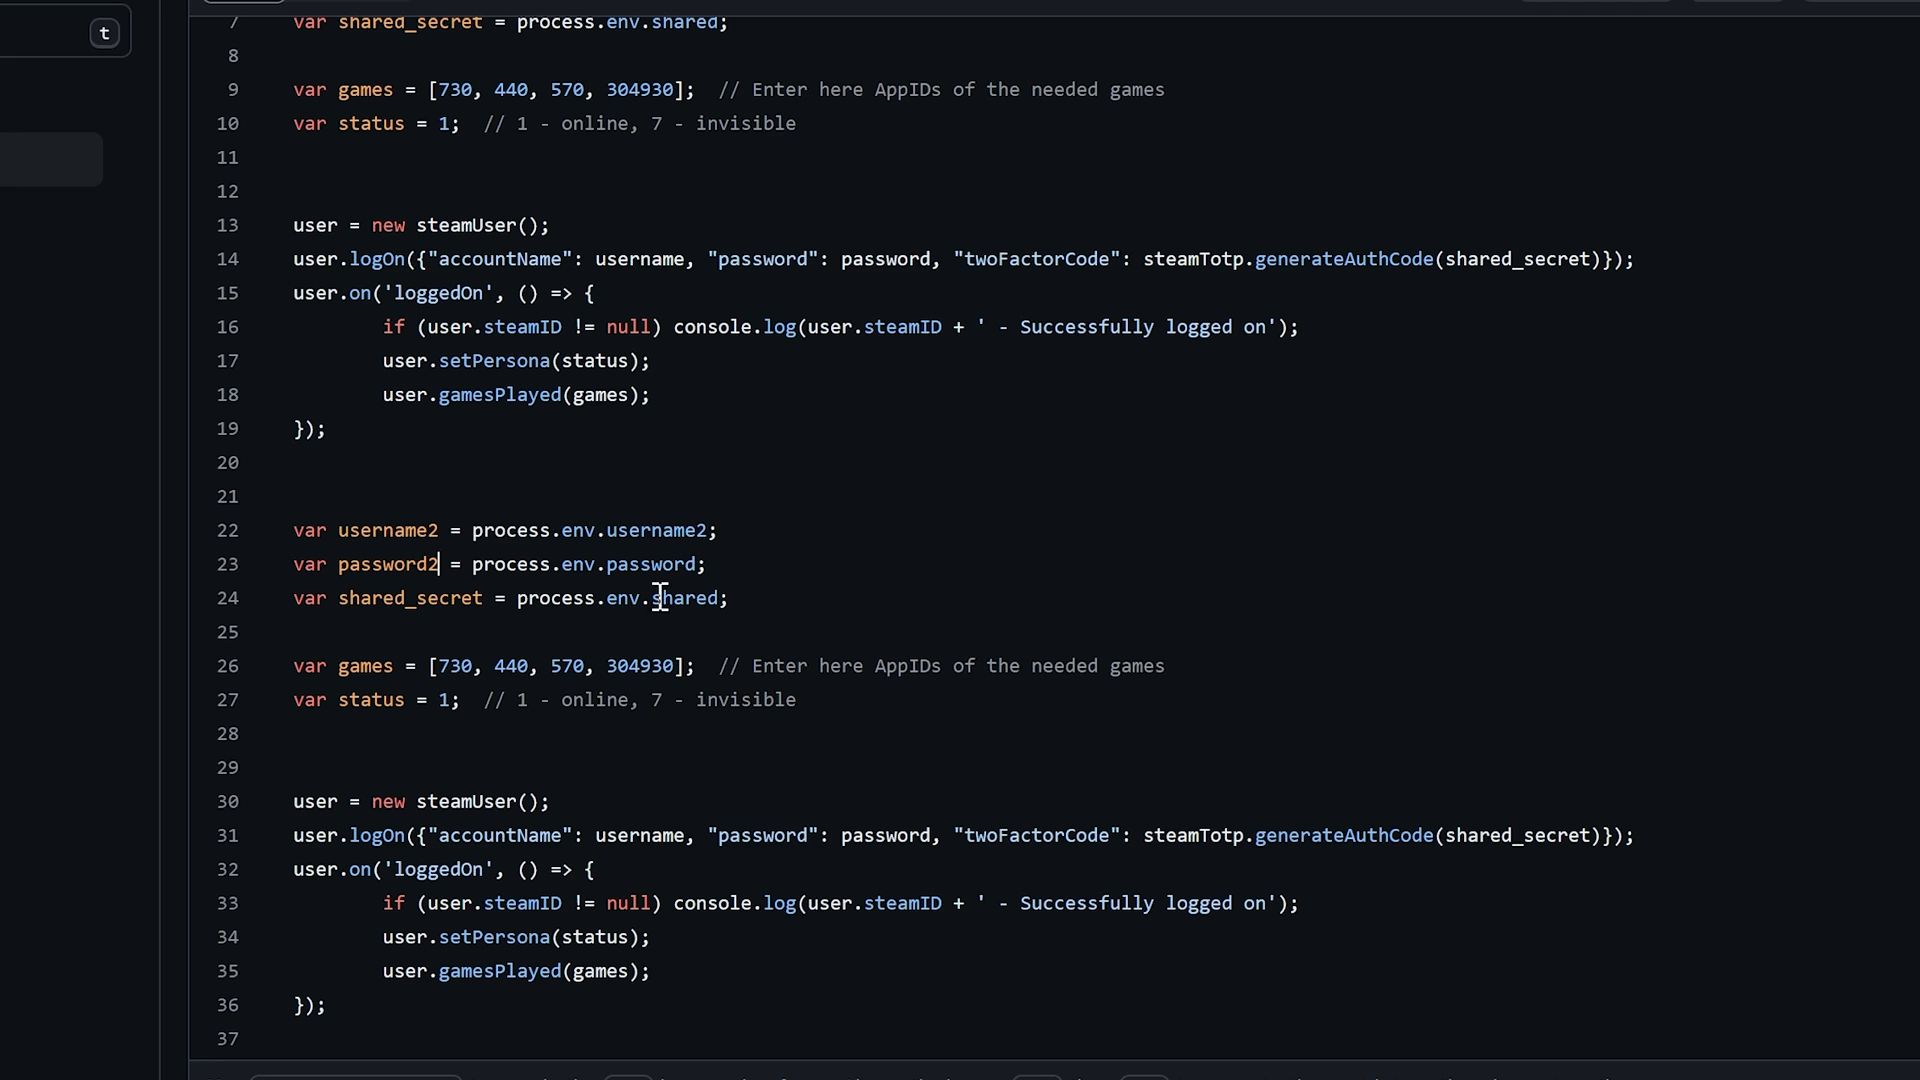 t
7 var shared_secret = process.env.shared;
8
9 var games = [730, 440, 570, 304930];  // Enter here AppIDs of the needed games
10 var status = 1;  // 1 - online, 7 - invisible
11
12
13 user = new steamUser();
14 user.logOn({"accountName": username, "password": password, "twoFactorCode": steamTotp.generateAuthCode(shared_secret)});
15 user.on('loggedOn', () => {
16 if (user.steamID != null) console.log(user.steamID + ' - Successfully logged on');
17 user.setPersona(status);
18 user.gamesPlayed(games);
19 });
20
21
22 var username2 = process.env.username2;
23 var password2 = process.env.password;
24 var shared_secret = process.env.shared;
25
26 var games = [730, 440, 570, 304930];  // Enter here AppIDs of the needed games
27 var status = 1;  // 1 - online, 7 - invisible
28
29
30 user = new steamUser();
31 user.logOn({"accountName": username, "password": password, "twoFactorCode": steamTotp.generateAuthCode(shared_secret)});
32 user.on('loggedOn', () => {
33 if (user.steamID != null) console.log(user.steamID + ' - Successfully logged on');
34 user.setPersona(status);
35 user.gamesPlayed(games);
36 });
37